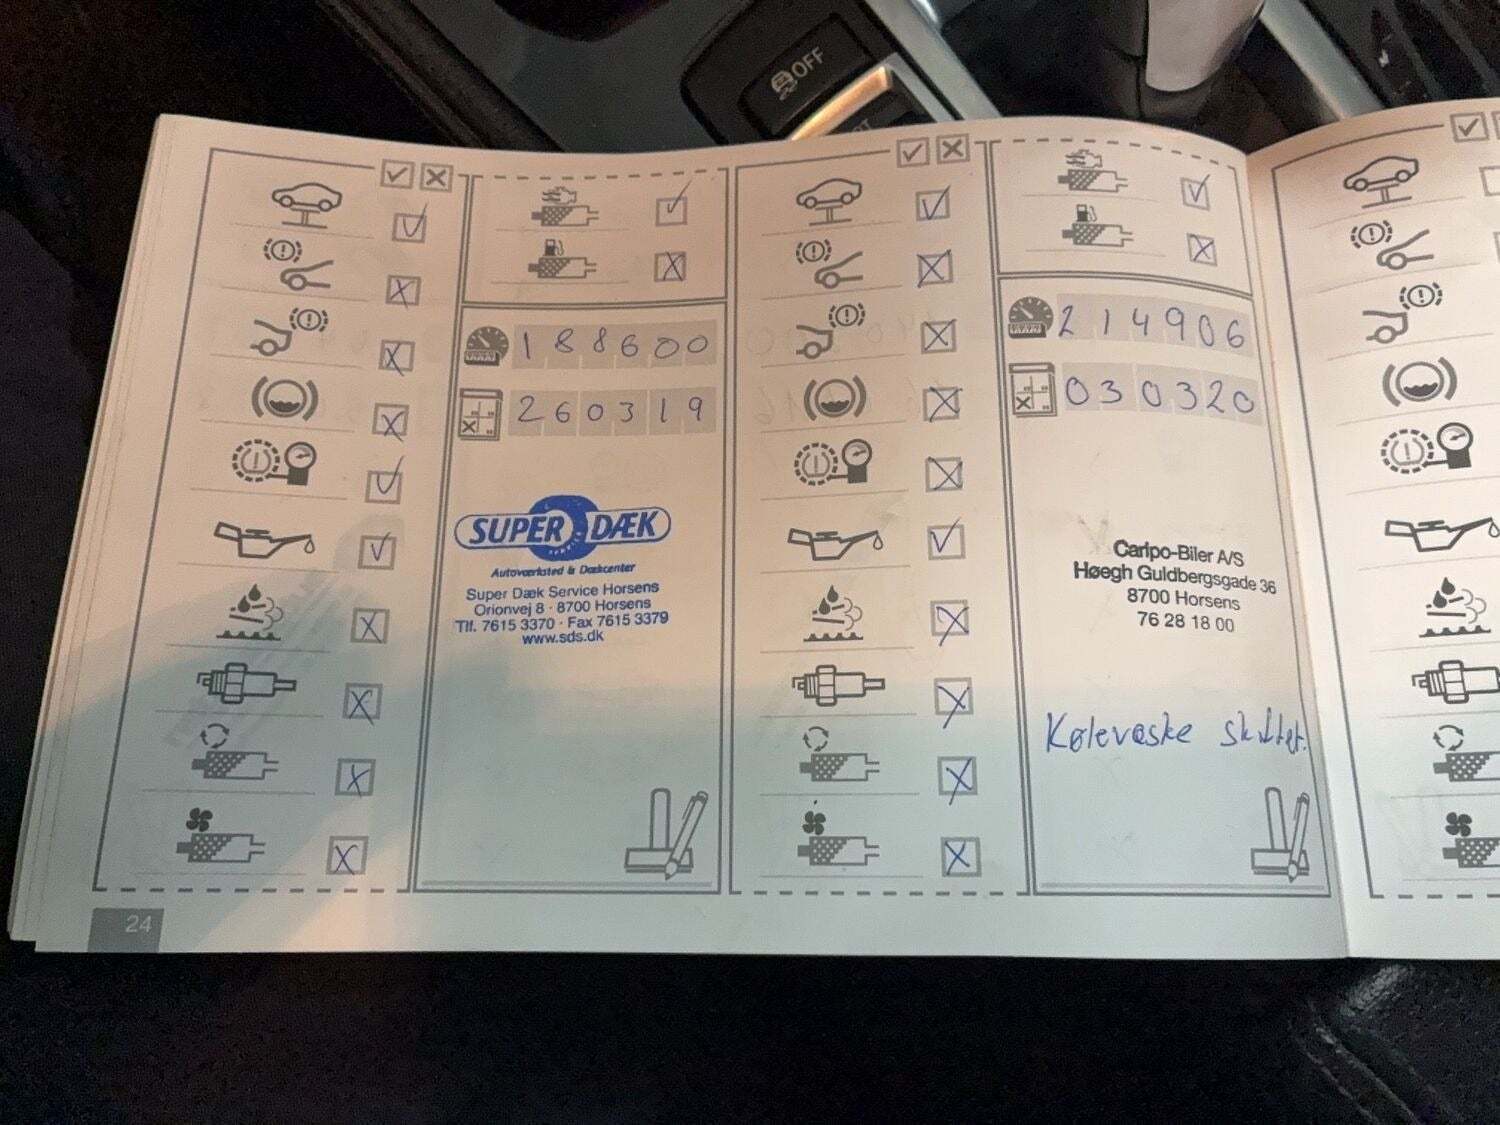 OFF
188600
260319
SUPER DÆK
SERVICE
Autoværksted & Dækcenter
Super Dæk Service Horsens
Orionvej 8 · 8700 Horsens
Tlf. 7615 3370 · Fax 7615 3379
www.sds.dk
214906
030320
Caripo-Biler A/S
Høegh Guldbergsgade 36
8700 Horsens
76 28 18 00
Kølevæske skiftet.
24